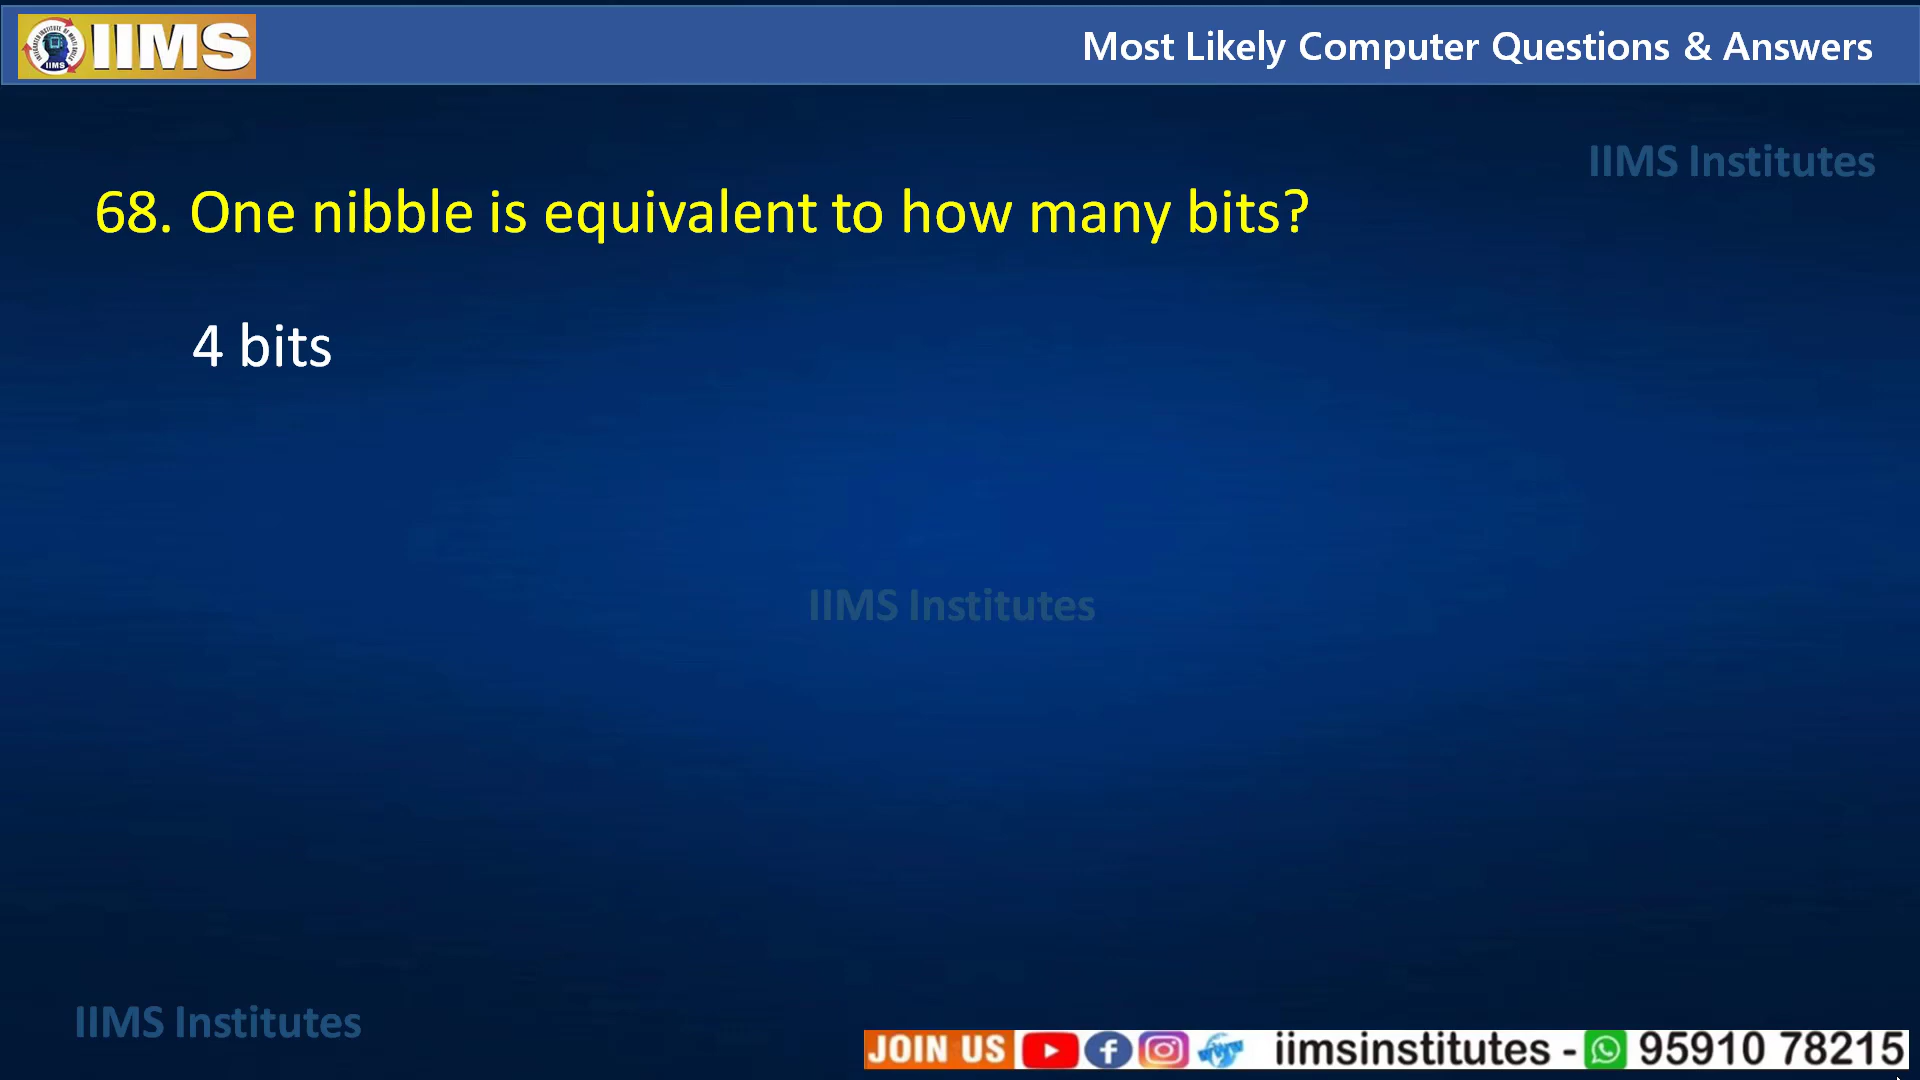 IIMS
Most Likely Computer Questions & Answers
IIMS Institutes
68. One nibble is equivalent to how many bits?
4 bits
IIMS Institutes
IIMS Institutes
JOIN US iimsinstitutes - 95910 78215